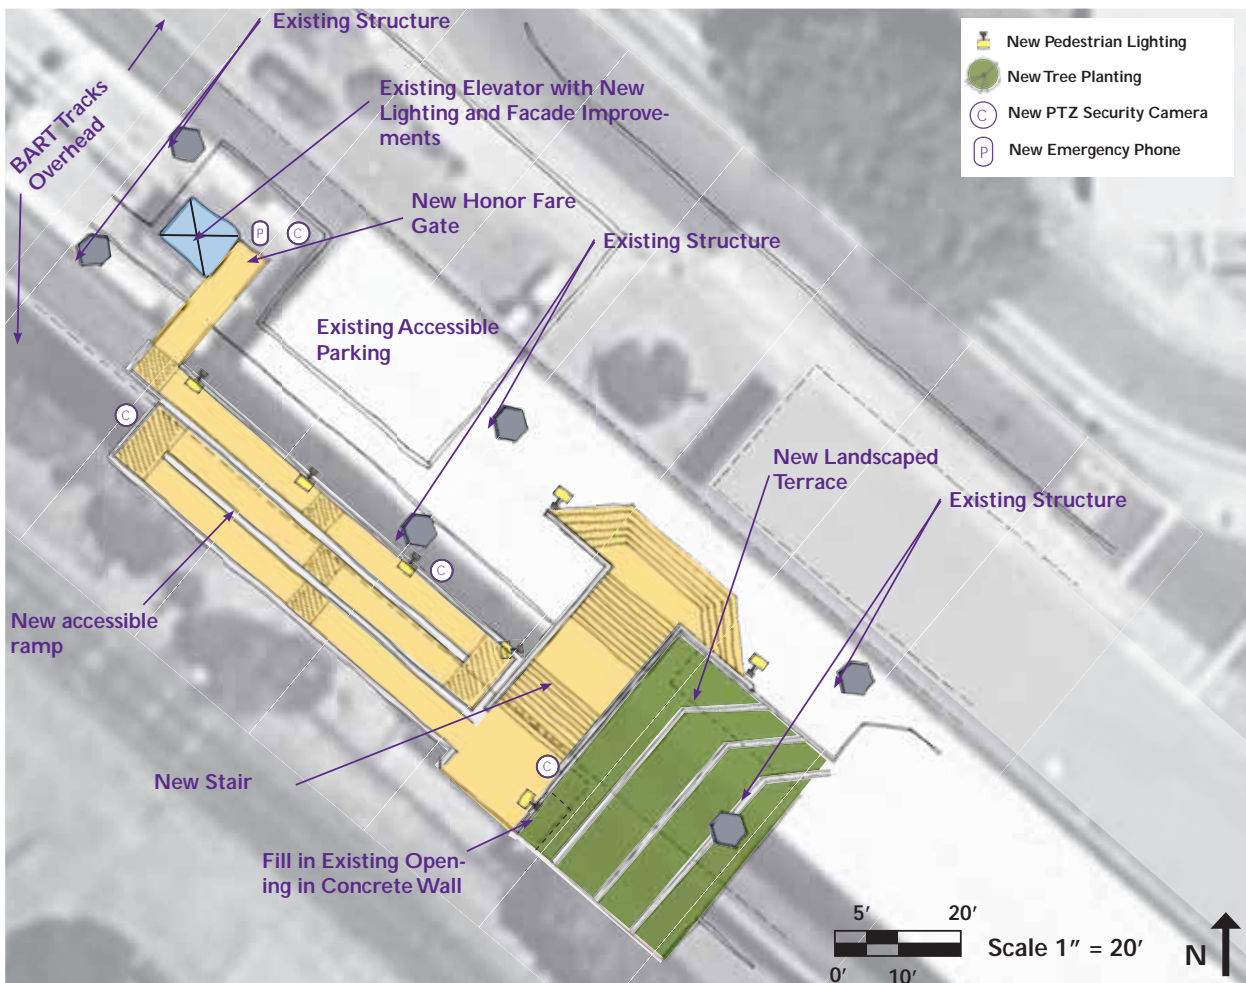 Existing Structure
New Pedestrian Lighting
New Tree Planting
C New PTZ Security Camera
P New Emergency Phone
BART Tracks
Overhead
Existing Elevator with New
Lighting and Facade Improve-
ments
New Honor Fare
Gate
P
C
Existing Structure
Existing Accessible
Parking
C
New Landscaped
Terrace
Existing Structure
C
New accessible
ramp
New Stair
C
Fill in Existing Open-
ing in Concrete Wall
5' 20'
Scale 1" = 20'
0' 10'
N